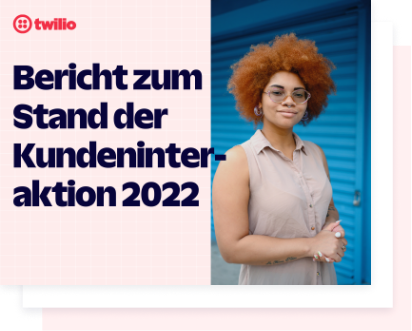 twilio
Bericht zum
Stand der
Kundeninter-
aktion 2022